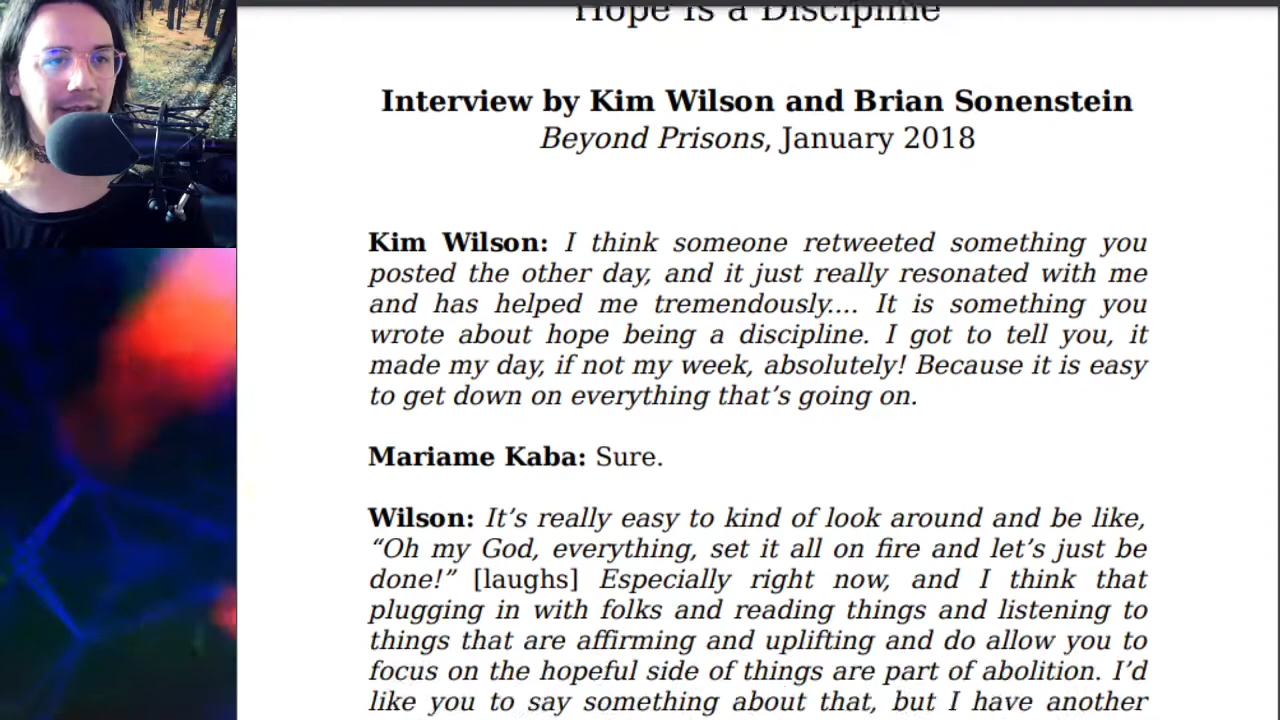 Hope is a Discipline
Interview by Kim Wilson and Brian Sonenstein
Beyond Prisons, January 2018
Kim Wilson: I think someone retweeted something you
posted the other day, and it just really resonated with me
and has helped me tremendously.... It is something you
wrote about hope being a discipline. I got to tell you, it
made my day, if not my week, absolutely! Because it is easy
to get down on everything that’s going on.
Mariame Kaba: Sure.
Wilson: It’s really easy to kind of look around and be like,
“Oh my God, everything, set it all on fire and let’s just be
done!” [laughs] Especially right now, and I think that
plugging in with folks and reading things and listening to
things that are affirming and uplifting and do allow you to
focus on the hopeful side of things are part of abolition. I’d
like you to say something about that, but I have another